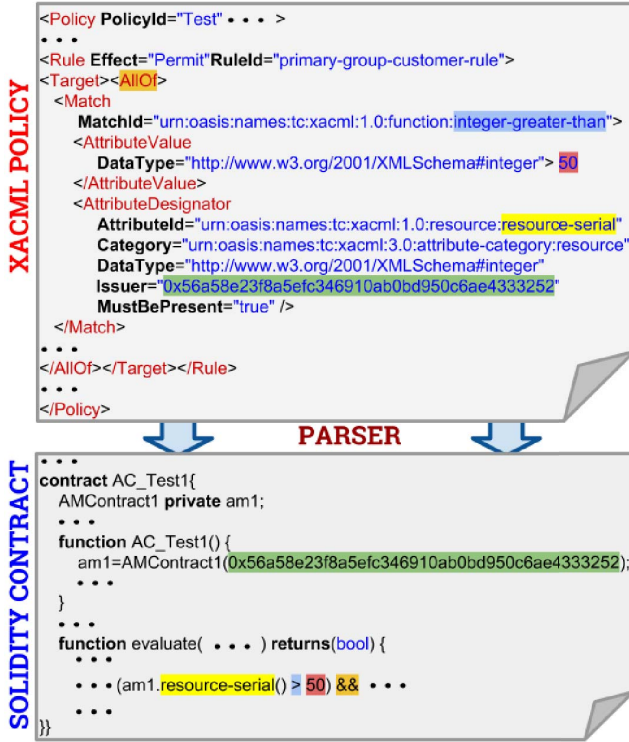 XACML POLICY
<Policy PolicyId="Test" • • • >
• • •
<Rule Effect="Permit"RuleId="primary-group-customer-rule">
<Target><AllOf>
<Match
MatchId="urn:oasis:names:tc:xacml:1.0:function:integer-greater-than">
<AttributeValue
DataType="http://www.w3.org/2001/XMLSchema#integer"> 50
</AttributeValue>
<AttributeDesignator
AttributeId="urn:oasis:names:tc:xacml:1.0:resource:resource-serial"
Category="urn:oasis:names:tc:xacml:3.0:attribute-category:resource"
DataType="http://www.w3.org/2001/XMLSchema#integer"
Issuer="0x56a58e23f8a5efc346910ab0bd950c6ae4333252"
MustBePresent="true" />
</Match>
• • •
</AllOf></Target></Rule>
• • •
</Policy>
PARSER
SOLIDITY CONTRACT
• • •
contract AC_Test1{
AMContract1 private am1;
• • •
function AC_Test1() {
am1=AMContract1(0x56a58e23f8a5efc346910ab0bd950c6ae4333252);
• • •
}
• • •
function evaluate( • • • ) returns(bool) {
• • •
• • • (am1.resource-serial() > 50) && • • •
• • •
}}